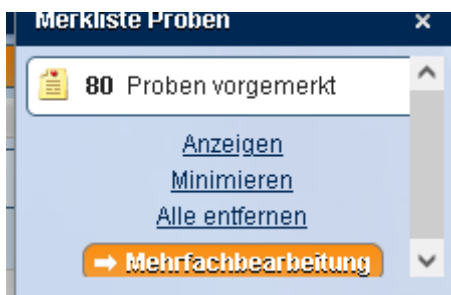 Merkliste Proben
80 Proben vorgemerkt
Anzeigen
Minimieren
Alle entfernen
Mehrfachbearbeitung